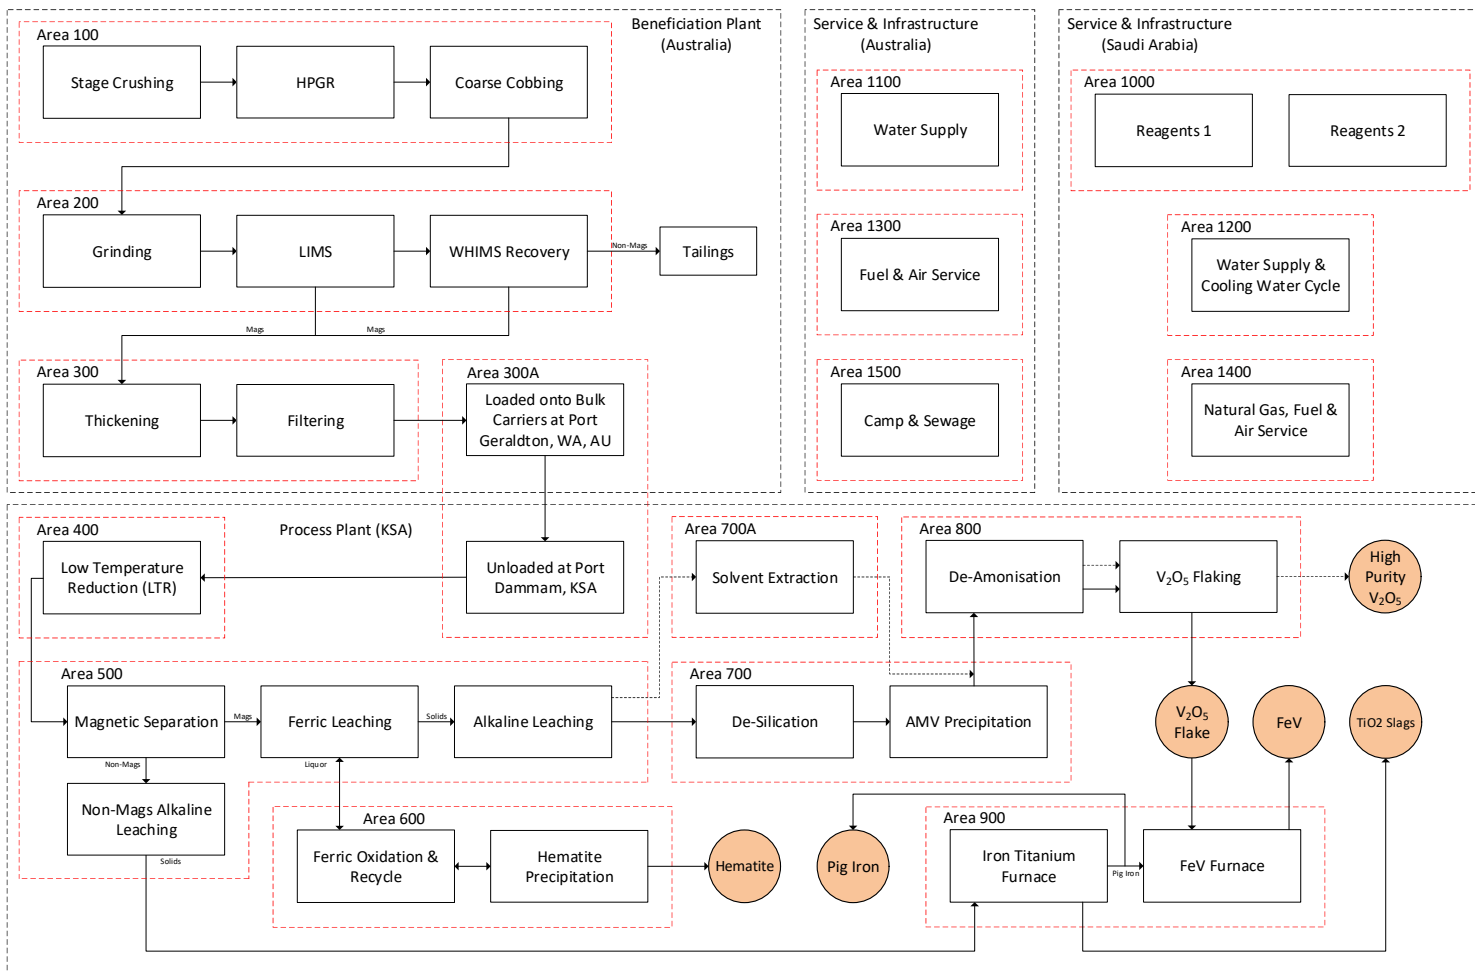 Beneficiation Plant
(Australia)
Area 100
Stage Crushing
HPGR
Coarse Cobbing
Area 200
Grinding
LIMS
WHIMS Recovery
Non-Mags
Tailings
Mags
Mags
Area 300
Thickening
Filtering
Area 300A
Loaded onto Bulk
Carriers at Port
Geraldton, WA, AU
Service & Infrastructure
(Australia)
Area 1100
Water Supply
Area 1300
Fuel & Air Service
Area 1500
Camp & Sewage
Service & Infrastructure
(Saudi Arabia)
Area 1000
Reagents 1
Reagents 2
Area 1200
Water Supply &
Cooling Water Cycle
Area 1400
Natural Gas, Fuel &
Air Service
Process Plant (KSA)
Area 400
Low Temperature
Reduction (LTR)
Unloaded at Port
Dammam, KSA
Area 700A
Solvent Extraction
Area 800
De-Amonisation
V₂O₅ Flaking
High
Purity
V₂O₅
Area 500
Magnetic Separation
Mags
Ferric Leaching
Solids
Alkaline Leaching
Non-Mags
Liquor
Non-Mags Alkaline
Leaching
Solids
Area 700
De-Silication
AMV Precipitation
V₂O₅
Flake
FeV
TiO2 Slags
Area 600
Ferric Oxidation &
Recycle
Hematite
Precipitation
Hematite
Pig Iron
Area 900
Iron Titanium
Furnace
Pig Iron
FeV Furnace